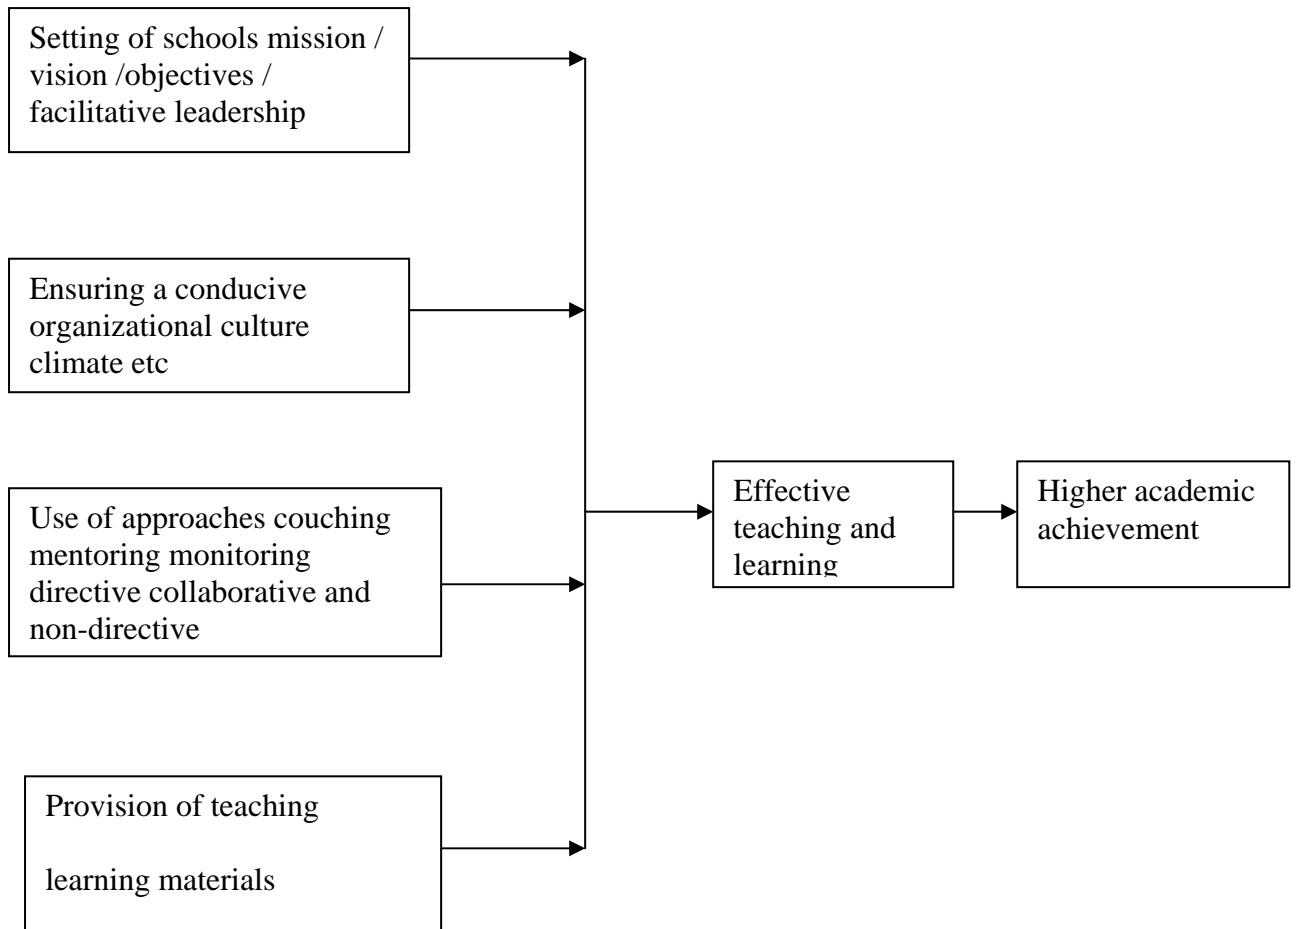 Setting of schools mission /
vision /objectives /
facilitative leadership
Ensuring a conducive
organizational culture
climate etc
Use of approaches couching
mentoring monitoring
directive collaborative and
non-directive
Provision of teaching
learning materials
Effective
teaching and
learning
Higher academic
achievement